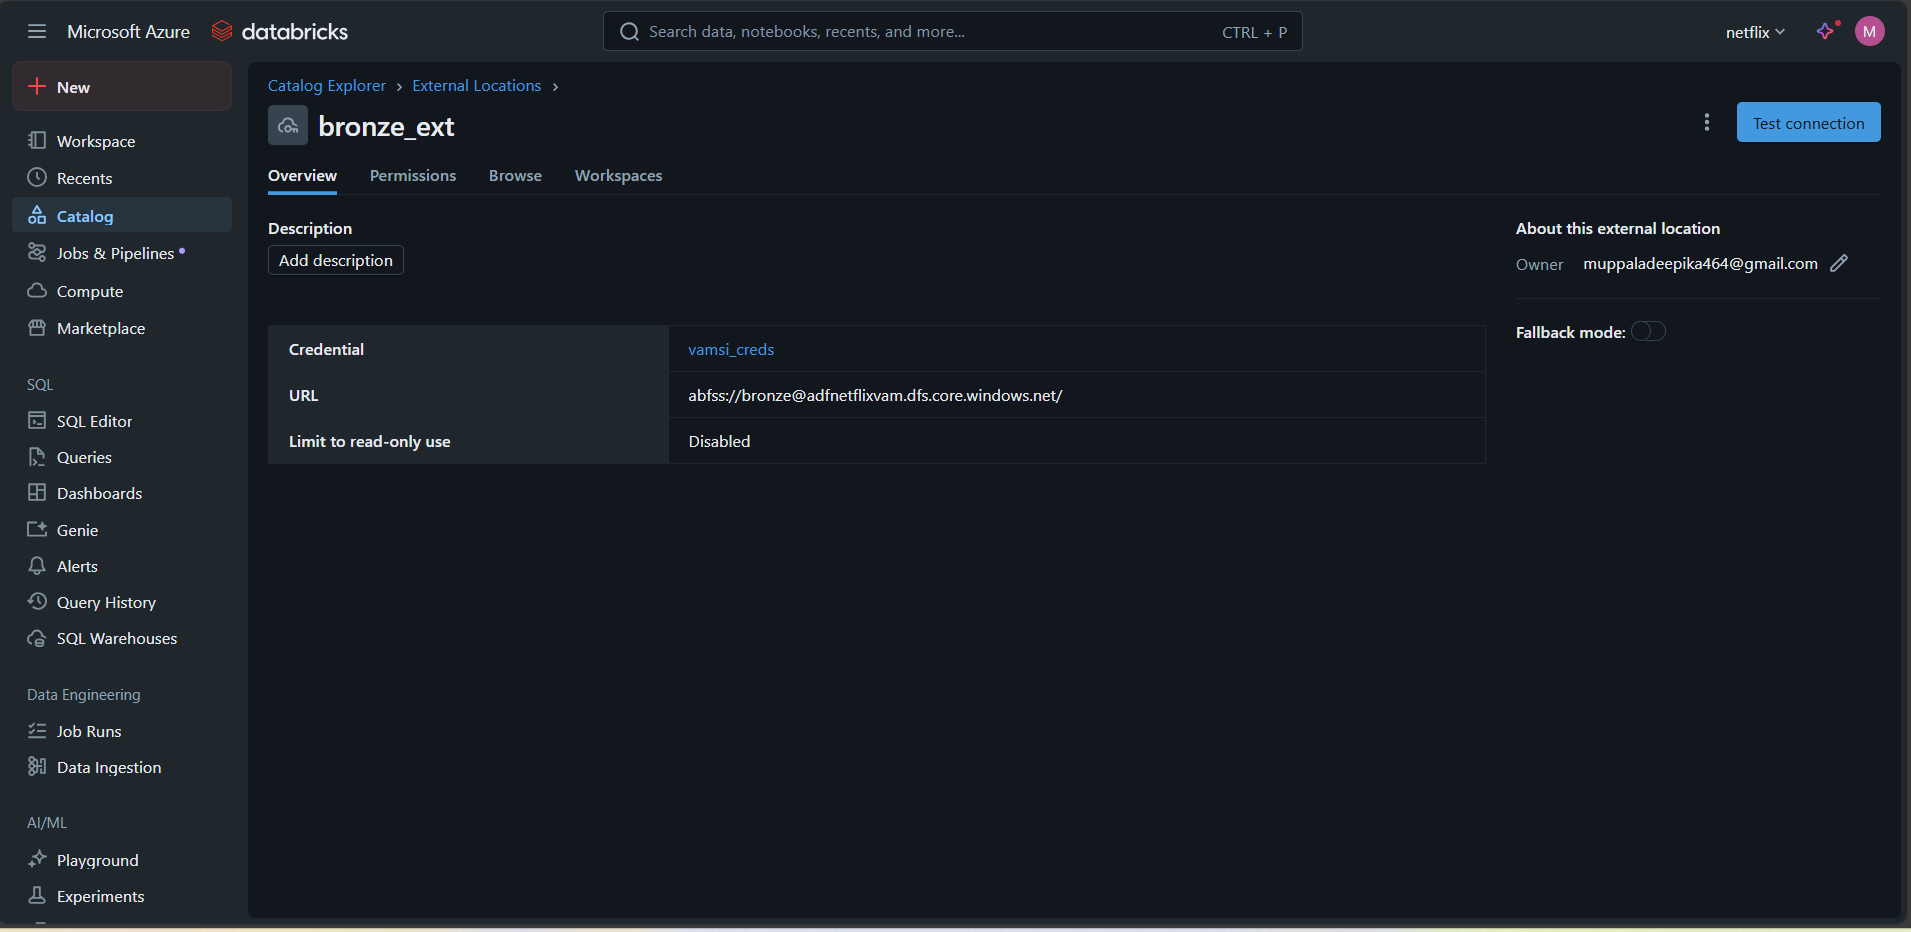 Microsoft Azure databricks
Search data, notebooks, recents, and more... CTRL + P
netflix
M
New
Workspace
Recents
Catalog
Jobs & Pipelines
Compute
Marketplace
SQL
SQL Editor
Queries
Dashboards
Genie
Alerts
Query History
SQL Warehouses
Data Engineering
Job Runs
Data Ingestion
AI/ML
Playground
Experiments
Catalog Explorer › External Locations ›
bronze_ext
Test connection
Overview Permissions Browse Workspaces
Description
Add description
Credential vamsi_creds
URL abfss://bronze@adfnetflixvam.dfs.core.windows.net/
Limit to read-only use Disabled
About this external location
Owner muppaladeepika464@gmail.com
Fallback mode: